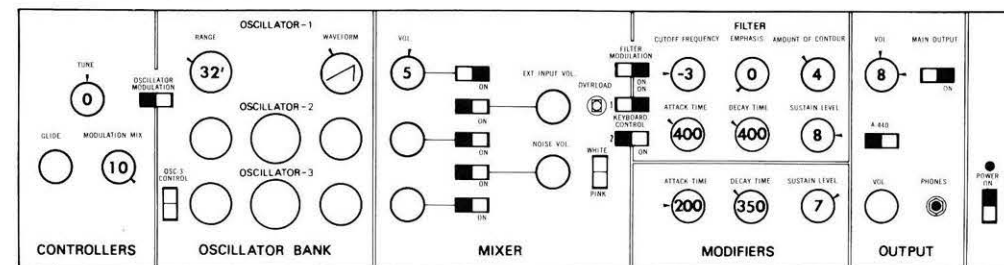 TUNE
0
OSCILLATOR
MODULATION
GLIDE
MODULATION MIX
10
CONTROLLERS
OSCILLATOR-1
RANGE
32'
WAVEFORM
OSCILLATOR-2
OSCILLATOR-3
OSC. 3
CONTROL
OSCILLATOR BANK
VOL.
5
ON
ON
ON
ON
ON
EXT INPUT VOL.
OVERLOAD
NOISE VOL.
WHITE
PINK
MIXER
FILTER
FILTER
MODULATION
ON
ON
1
KEYBOARD
CONTROL
2
ON
CUTOFF FREQUENCY
-3
EMPHASIS
0
AMOUNT OF CONTOUR
4
ATTACK TIME
400
DECAY TIME
400
SUSTAIN LEVEL
8
ATTACK TIME
200
DECAY TIME
350
SUSTAIN LEVEL
7
MODIFIERS
VOL.
8
MAIN OUTPUT
ON
A-440
VOL.
PHONES
OUTPUT
POWER
ON